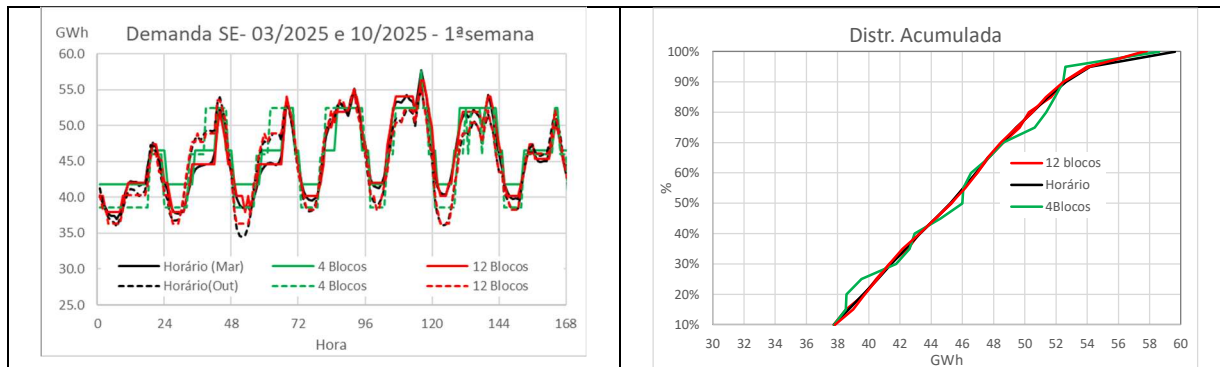 GWh Demanda SE- 03/2025 e 10/2025 - 1ªsemana
60.0
55.0
50.0
45.0
40.0
35.0
30.0
25.0
Horário (Mar) 4 Blocos 12 Blocos
Horário(Out) 4 Blocos 12 Blocos
0 24 48 72 96 120 144 168
Hora
Distr. Acumulada
100%
90%
80%
70%
60%
50%
40%
30%
20%
10%
%
12 blocos
Horário
4Blocos
30 32 34 36 38 40 42 44 46 48 50 52 54 56 58 60
GWh